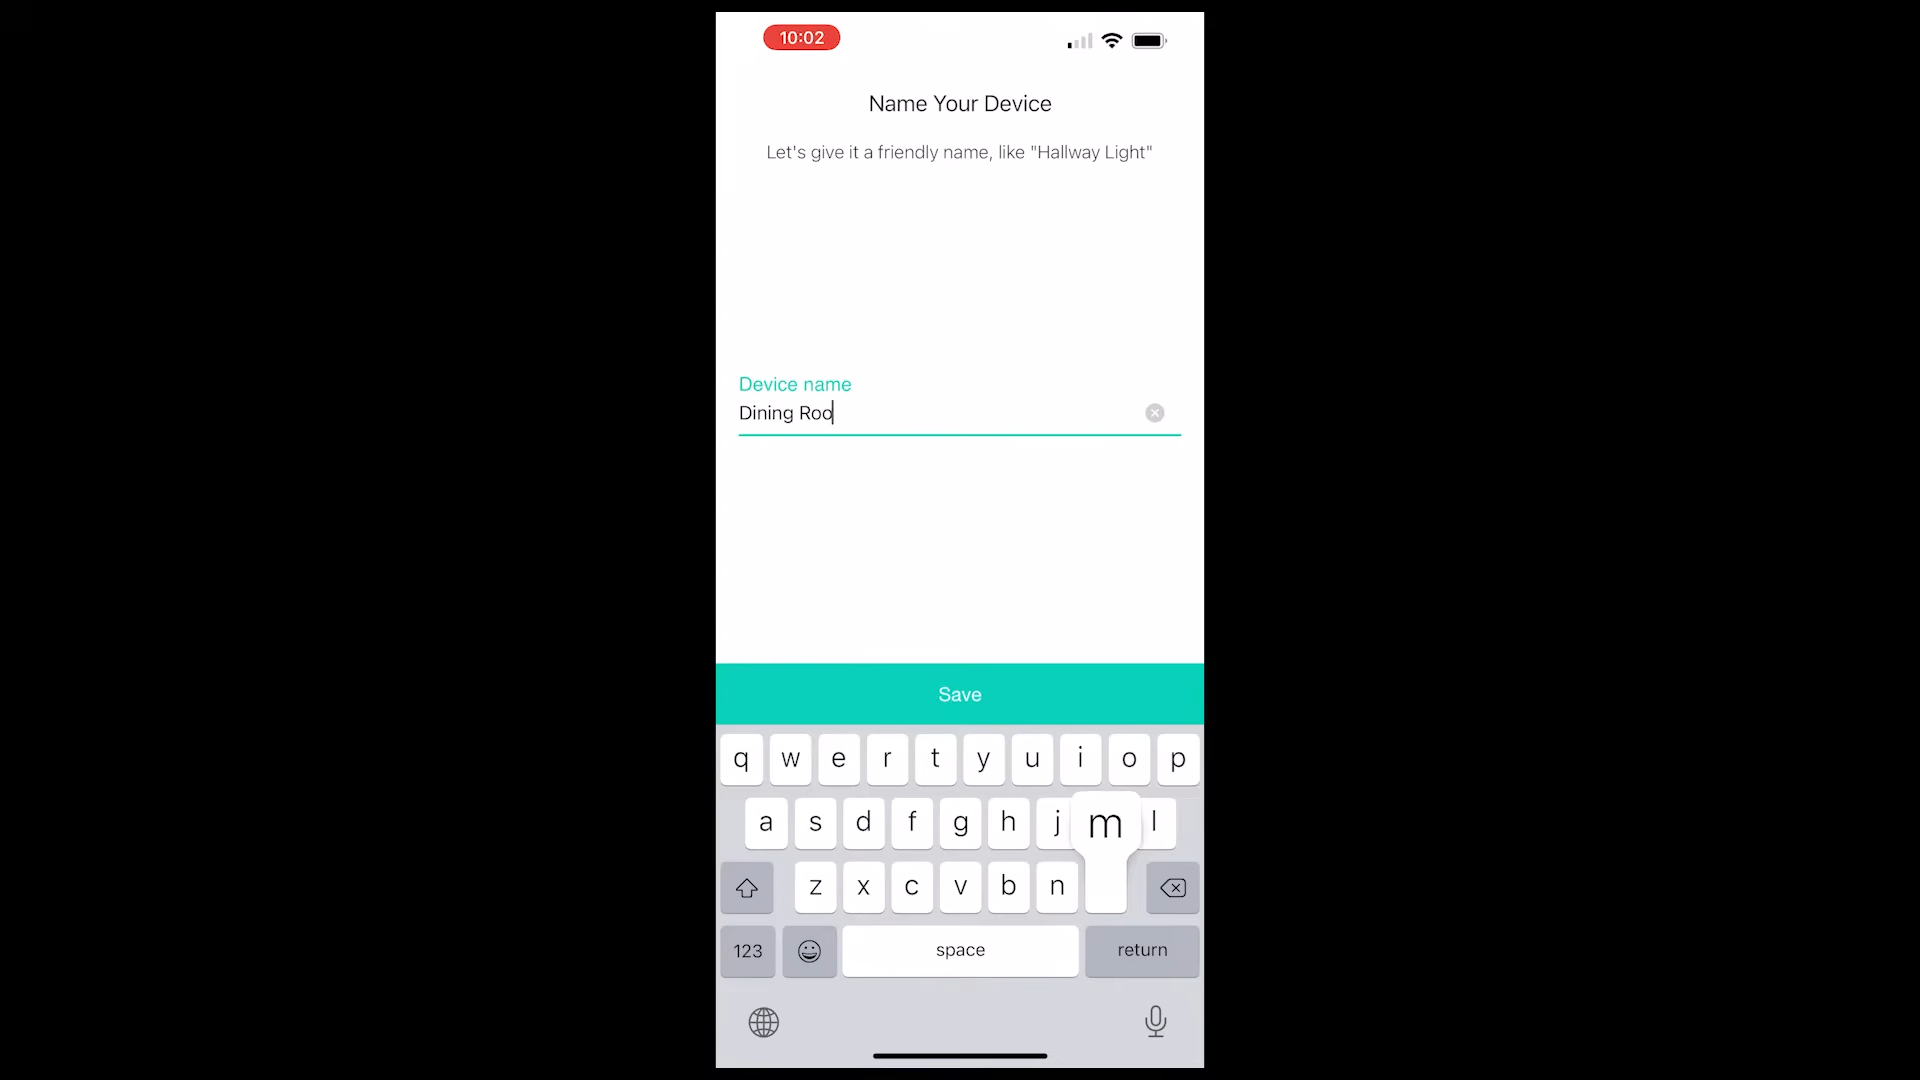 10:02
Name Your Device
Let's give it a friendly name, like "Hallway Light"
Device name
Dining Roo
Save
q w e r t y u i o p
a s d f g h j m l
z x c v b n
123 space return